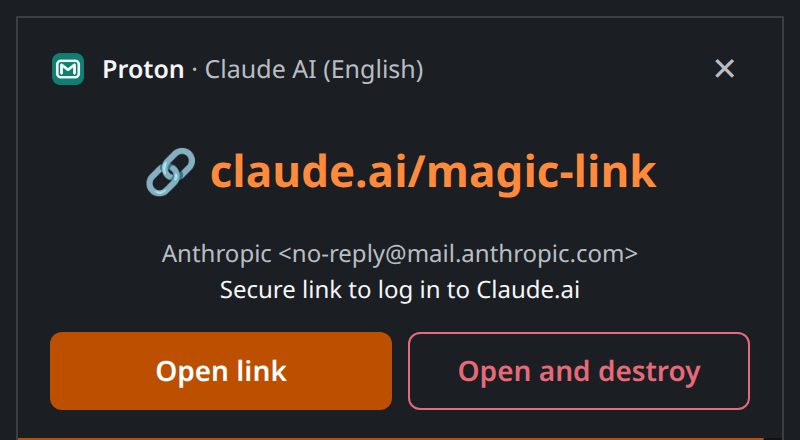 Proton · Claude AI (English)
claude.ai/magic-link
Anthropic <no-reply@mail.anthropic.com>
Secure link to log in to Claude.ai
Open link
Open and destroy